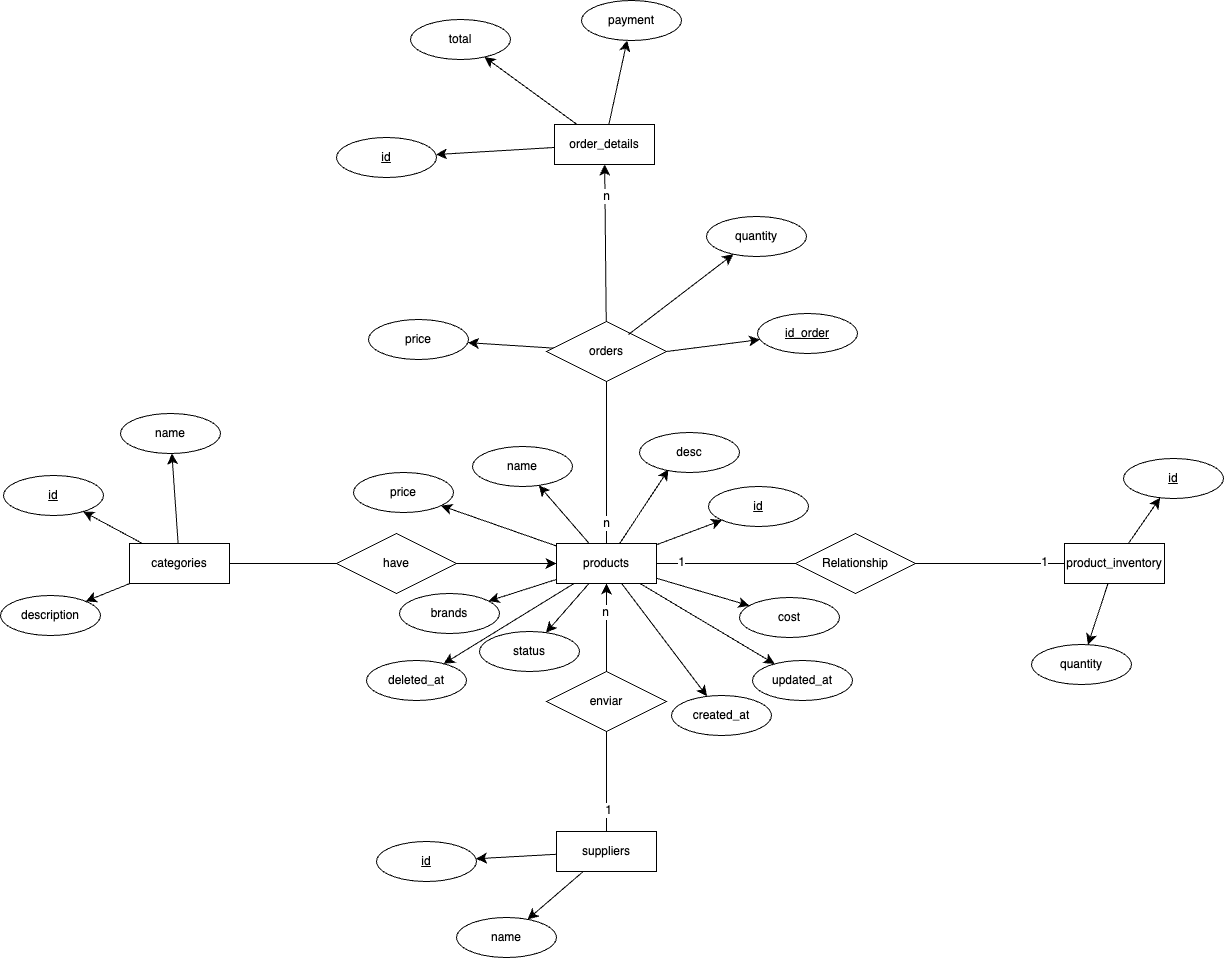 payment
total
order_details
id
n
quantity
id_order
price
orders
name
desc
name
price
id
id
id
n
categories
have
products
1
Relationship
1
product_inventory
description
brands
n
cost
status
quantity
deleted_at
updated_at
enviar
created_at
1
suppliers
id
name